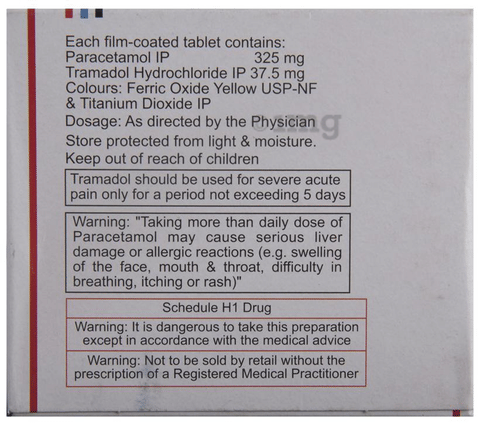 Each film-coated tablet contains:
Paracetamol IP 325 mg
Tramadol Hydrochloride IP 37.5 mg
Colours: Ferric Oxide Yellow USP-NF
& Titanium Dioxide IP
Dosage: As directed by the Physician
Store protected from light & moisture.
Keep out of reach of children
Tramadol should be used for severe acute
pain only for a period not exceeding 5 days
Warning: "Taking more than daily dose of
Paracetamol may cause serious liver
damage or allergic reactions (e.g. swelling
of the face, mouth & throat, difficulty in
breathing, itching or rash)"
Schedule H1 Drug
Warning: It is dangerous to take this preparation
except in accordance with the medical advice
Warning: Not to be sold by retail without the
prescription of a Registered Medical Practitioner